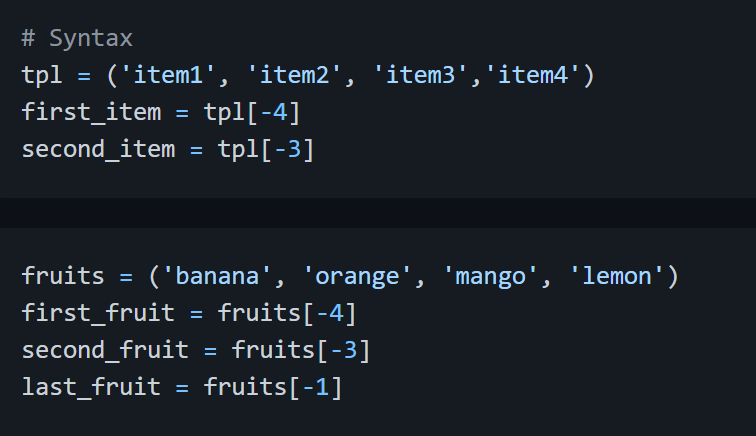 # Syntax
tpl = ('item1', 'item2', 'item3','item4')
first_item = tpl[-4]
second_item = tpl[-3]
fruits = ('banana', 'orange', 'mango', 'lemon')
first_fruit = fruits[-4]
second_fruit = fruits[-3]
last_fruit = fruits[-1]